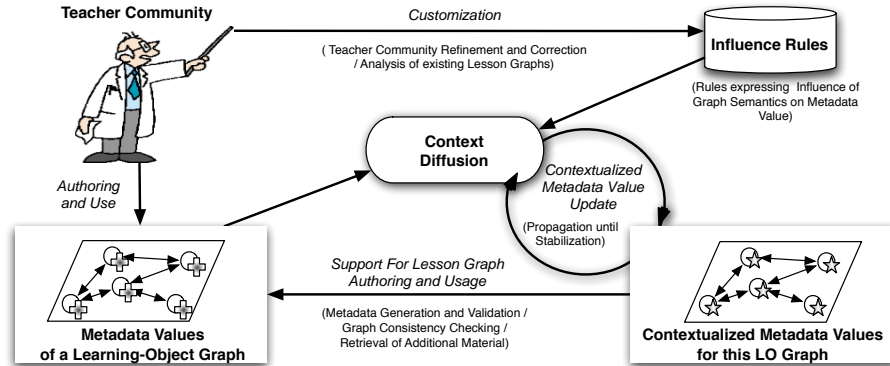 Teacher Community
Customization
( Teacher Community Refinement and Correction
/ Analysis of existing Lesson Graphs)
Influence Rules
(Rules expressing Influence of
Graph Semantics on Metadata
Value)
Context
Diffusion
Contextualized
Metadata Value
Update
(Propagation until
Stabilization)
Authoring
and Use
Support For Lesson Graph
Authoring and Usage
(Metadata Generation and Validation /
Graph Consistency Checking /
Retrieval of Additional Material)
Metadata Values
of a Learning-Object Graph
Contextualized Metadata Values
for this LO Graph